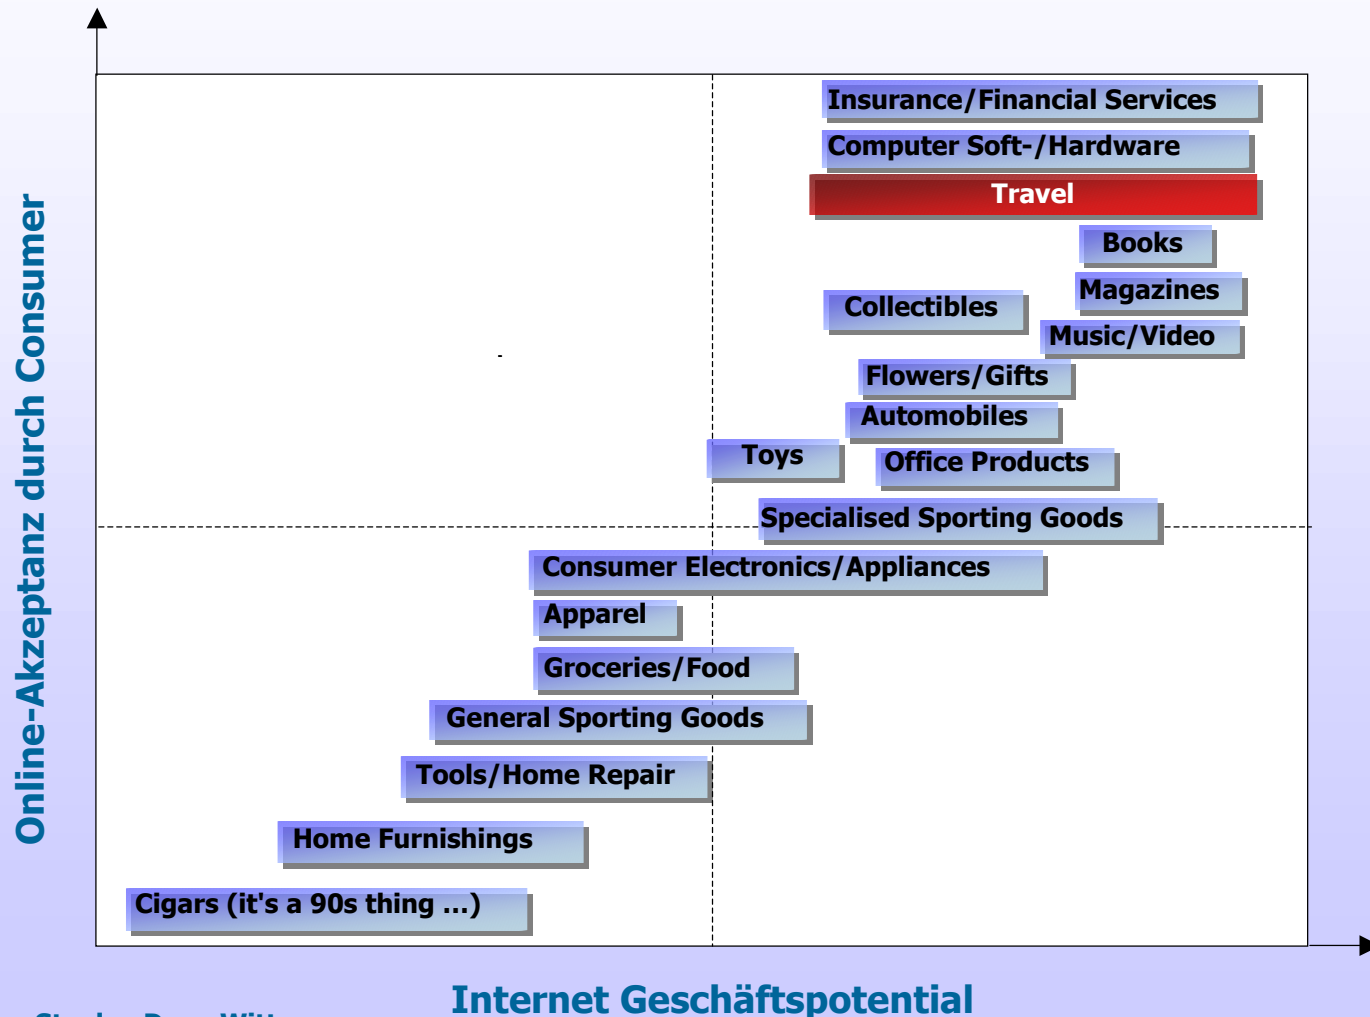 Insurance/Financial Services
Computer Soft-/Hardware
Travel
Books
Magazines
Collectibles
Music/Video
Flowers/Gifts
Automobiles
Toys
Office Products
Specialised Sporting Goods
Consumer Electronics/Appliances
Apparel
Groceries/Food
General Sporting Goods
Tools/Home Repair
Home Furnishings
Cigars (it's a 90s thing ...)
Online-Akzeptanz durch Consumer
Internet Geschäftspotential